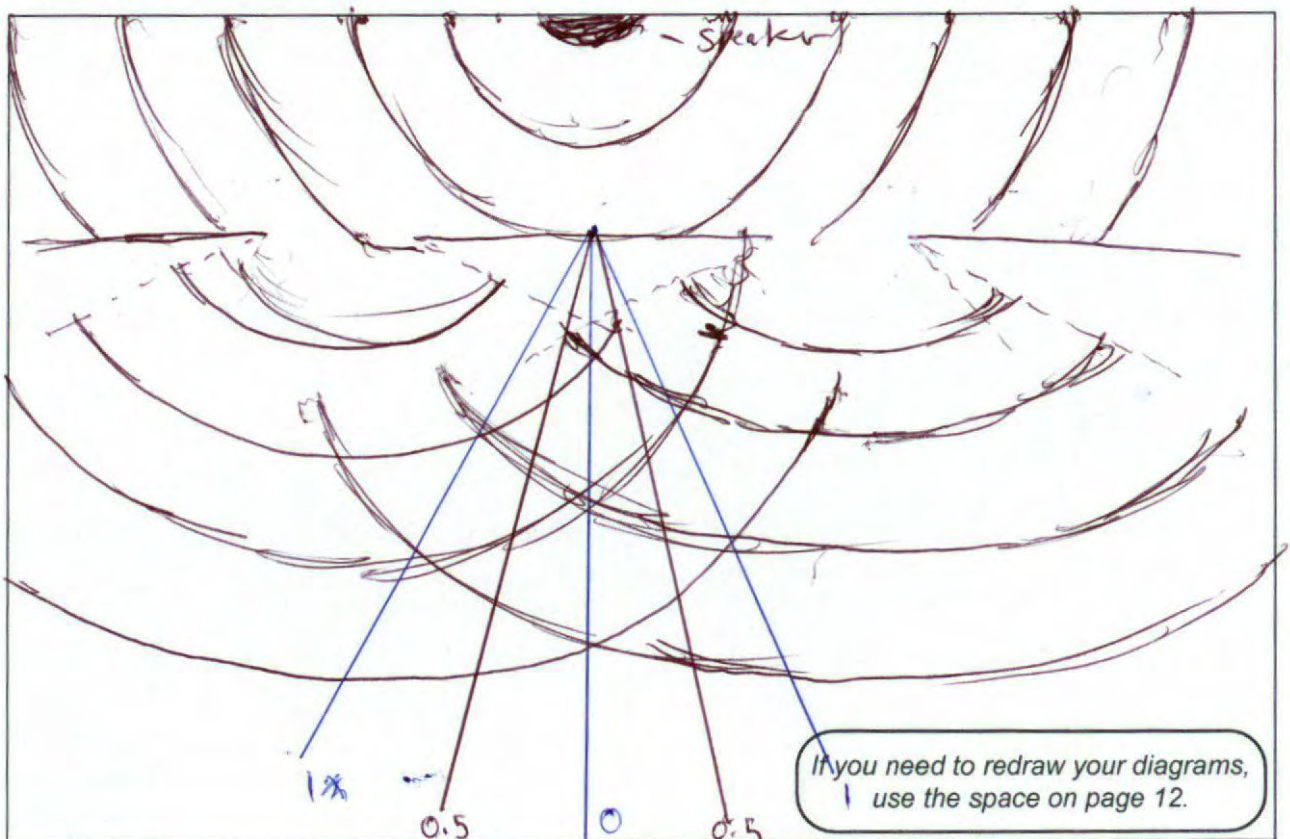 - Speaker
If you need to redraw your diagrams,
use the space on page 12.
1
1
0.5
0
0.5